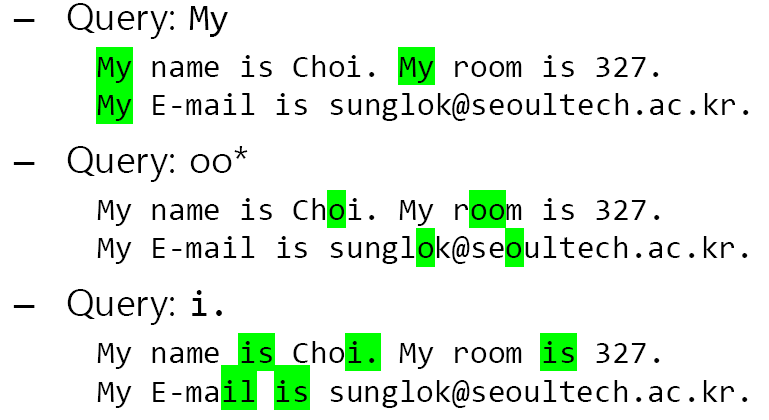 – Query: My
My name is Choi. My room is 327.
My E-mail is sunglok@seoultech.ac.kr.
– Query: oo*
My name is Choi. My room is 327.
My E-mail is sunglok@seoultech.ac.kr.
– Query: i.
My name is Choi. My room is 327.
My E-mail is sunglok@seoultech.ac.kr.